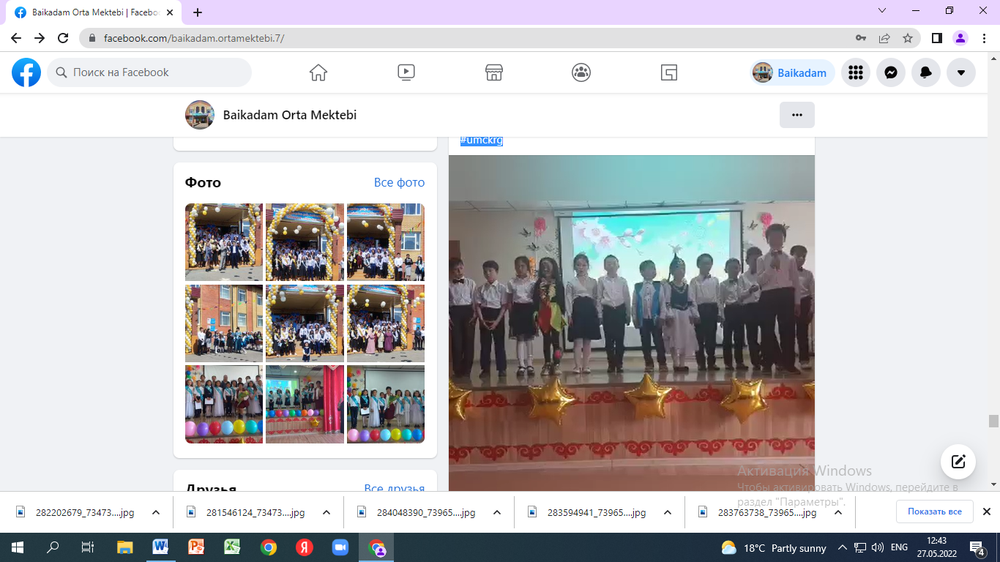 Baikadam Orta Mektebi | Facebo
facebook.com/baikadam.ortamektebi.7/
Поиск на Facebook
Baikadam
Baikadam Orta Mektebi
#umckrg
Фото
Все фото
Друзья
Все друзья
Активация Windows
Чтобы активировать Windows, перейдите в
раздел "Параметры".
282202679_73473....jpg
281546124_73473....jpg
284048390_73965....jpg
283594941_73965....jpg
283763738_73965....jpg
Показать все
18°C Partly sunny
ENG
12:43
27.05.2022
4